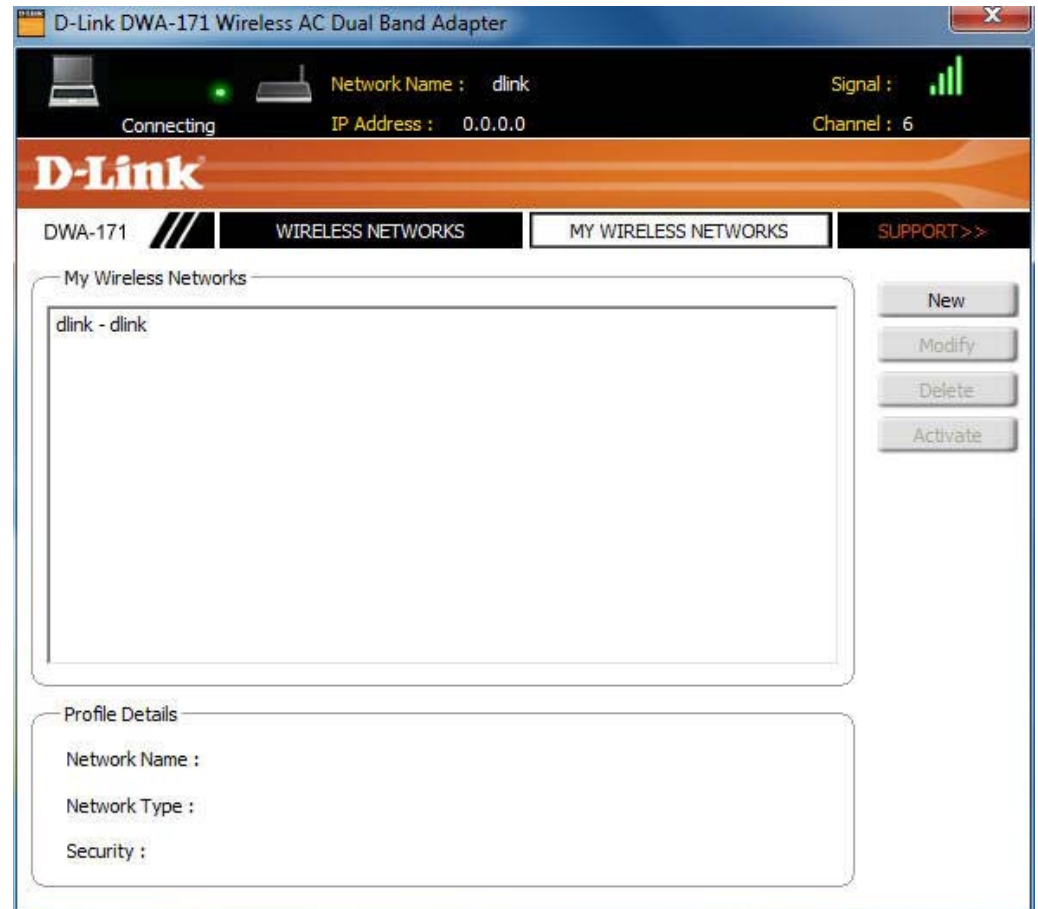 D-Link DWA-171 Wireless AC Dual Band Adapter
Network Name : dlink Signal :
Connecting IP Address : 0.0.0.0 Channel : 6
D-Link
DWA-171 WIRELESS NETWORKS MY WIRELESS NETWORKS SUPPORT>>
My Wireless Networks
New
dlink - dlink
Modify
Delete
Activate
Profile Details
Network Name :
Network Type :
Security :